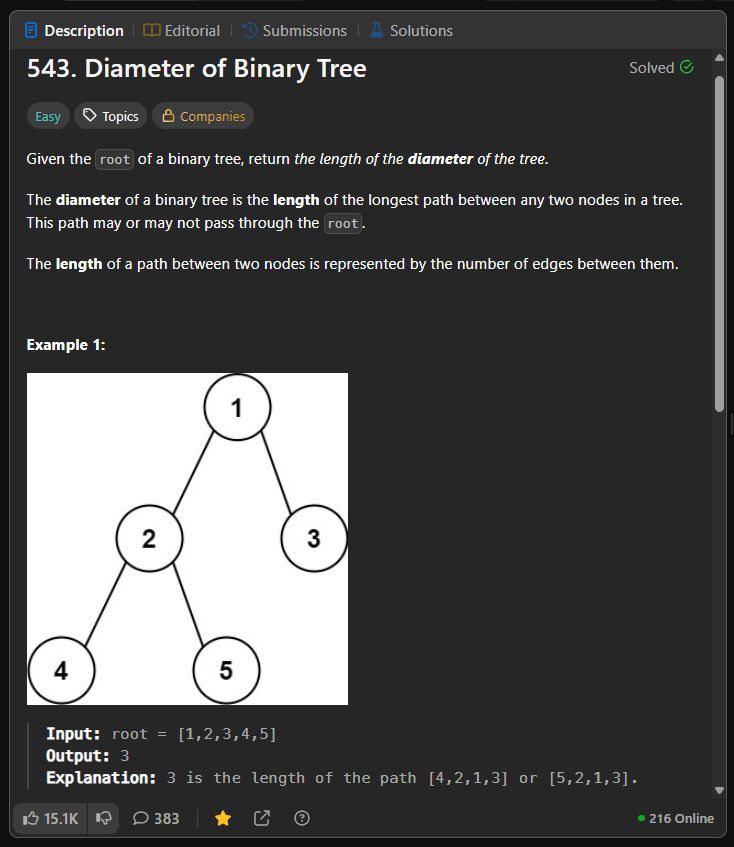 Description Editorial Submissions Solutions
543. Diameter of Binary Tree Solved
Easy Topics Companies
Given the root of a binary tree, return the length of the diameter of the tree.
The diameter of a binary tree is the length of the longest path between any two nodes in a tree.
This path may or may not pass through the root.
The length of a path between two nodes is represented by the number of edges between them.
Example 1:
1
2 3
4 5
Input: root = [1,2,3,4,5]
Output: 3
Explanation: 3 is the length of the path [4,2,1,3] or [5,2,1,3].
15.1K 383 216 Online